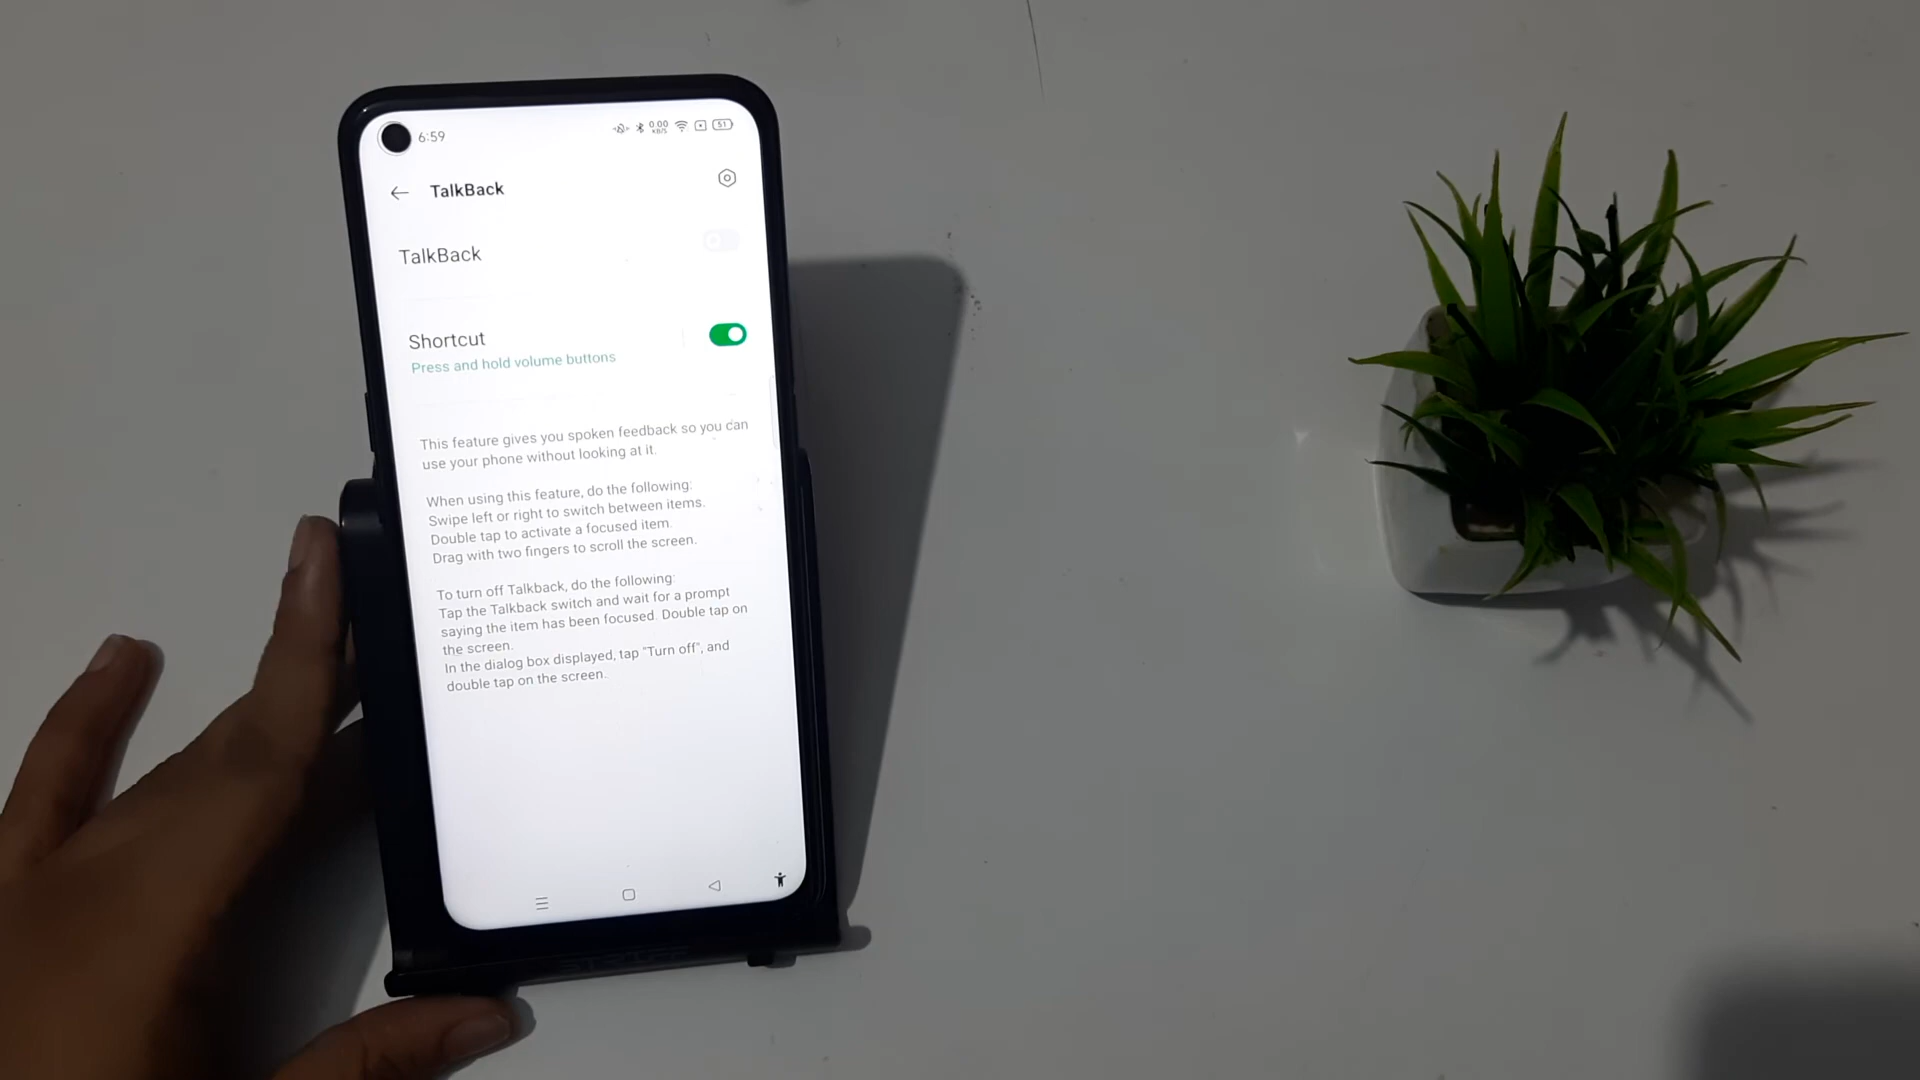 6:59
0.00
KB/S
51
TalkBack
TalkBack
Shortcut
Press and hold volume buttons
This feature gives you spoken feedback so you can
use your phone without looking at it.
When using this feature, do the following:
Swipe left or right to switch between items.
Double tap to activate a focused item.
Drag with two fingers to scroll the screen.
To turn off Talkback, do the following:
Tap the Talkback switch and wait for a prompt
saying the item has been focused. Double tap on
the screen.
In the dialog box displayed, tap "Turn off", and
double tap on the screen.